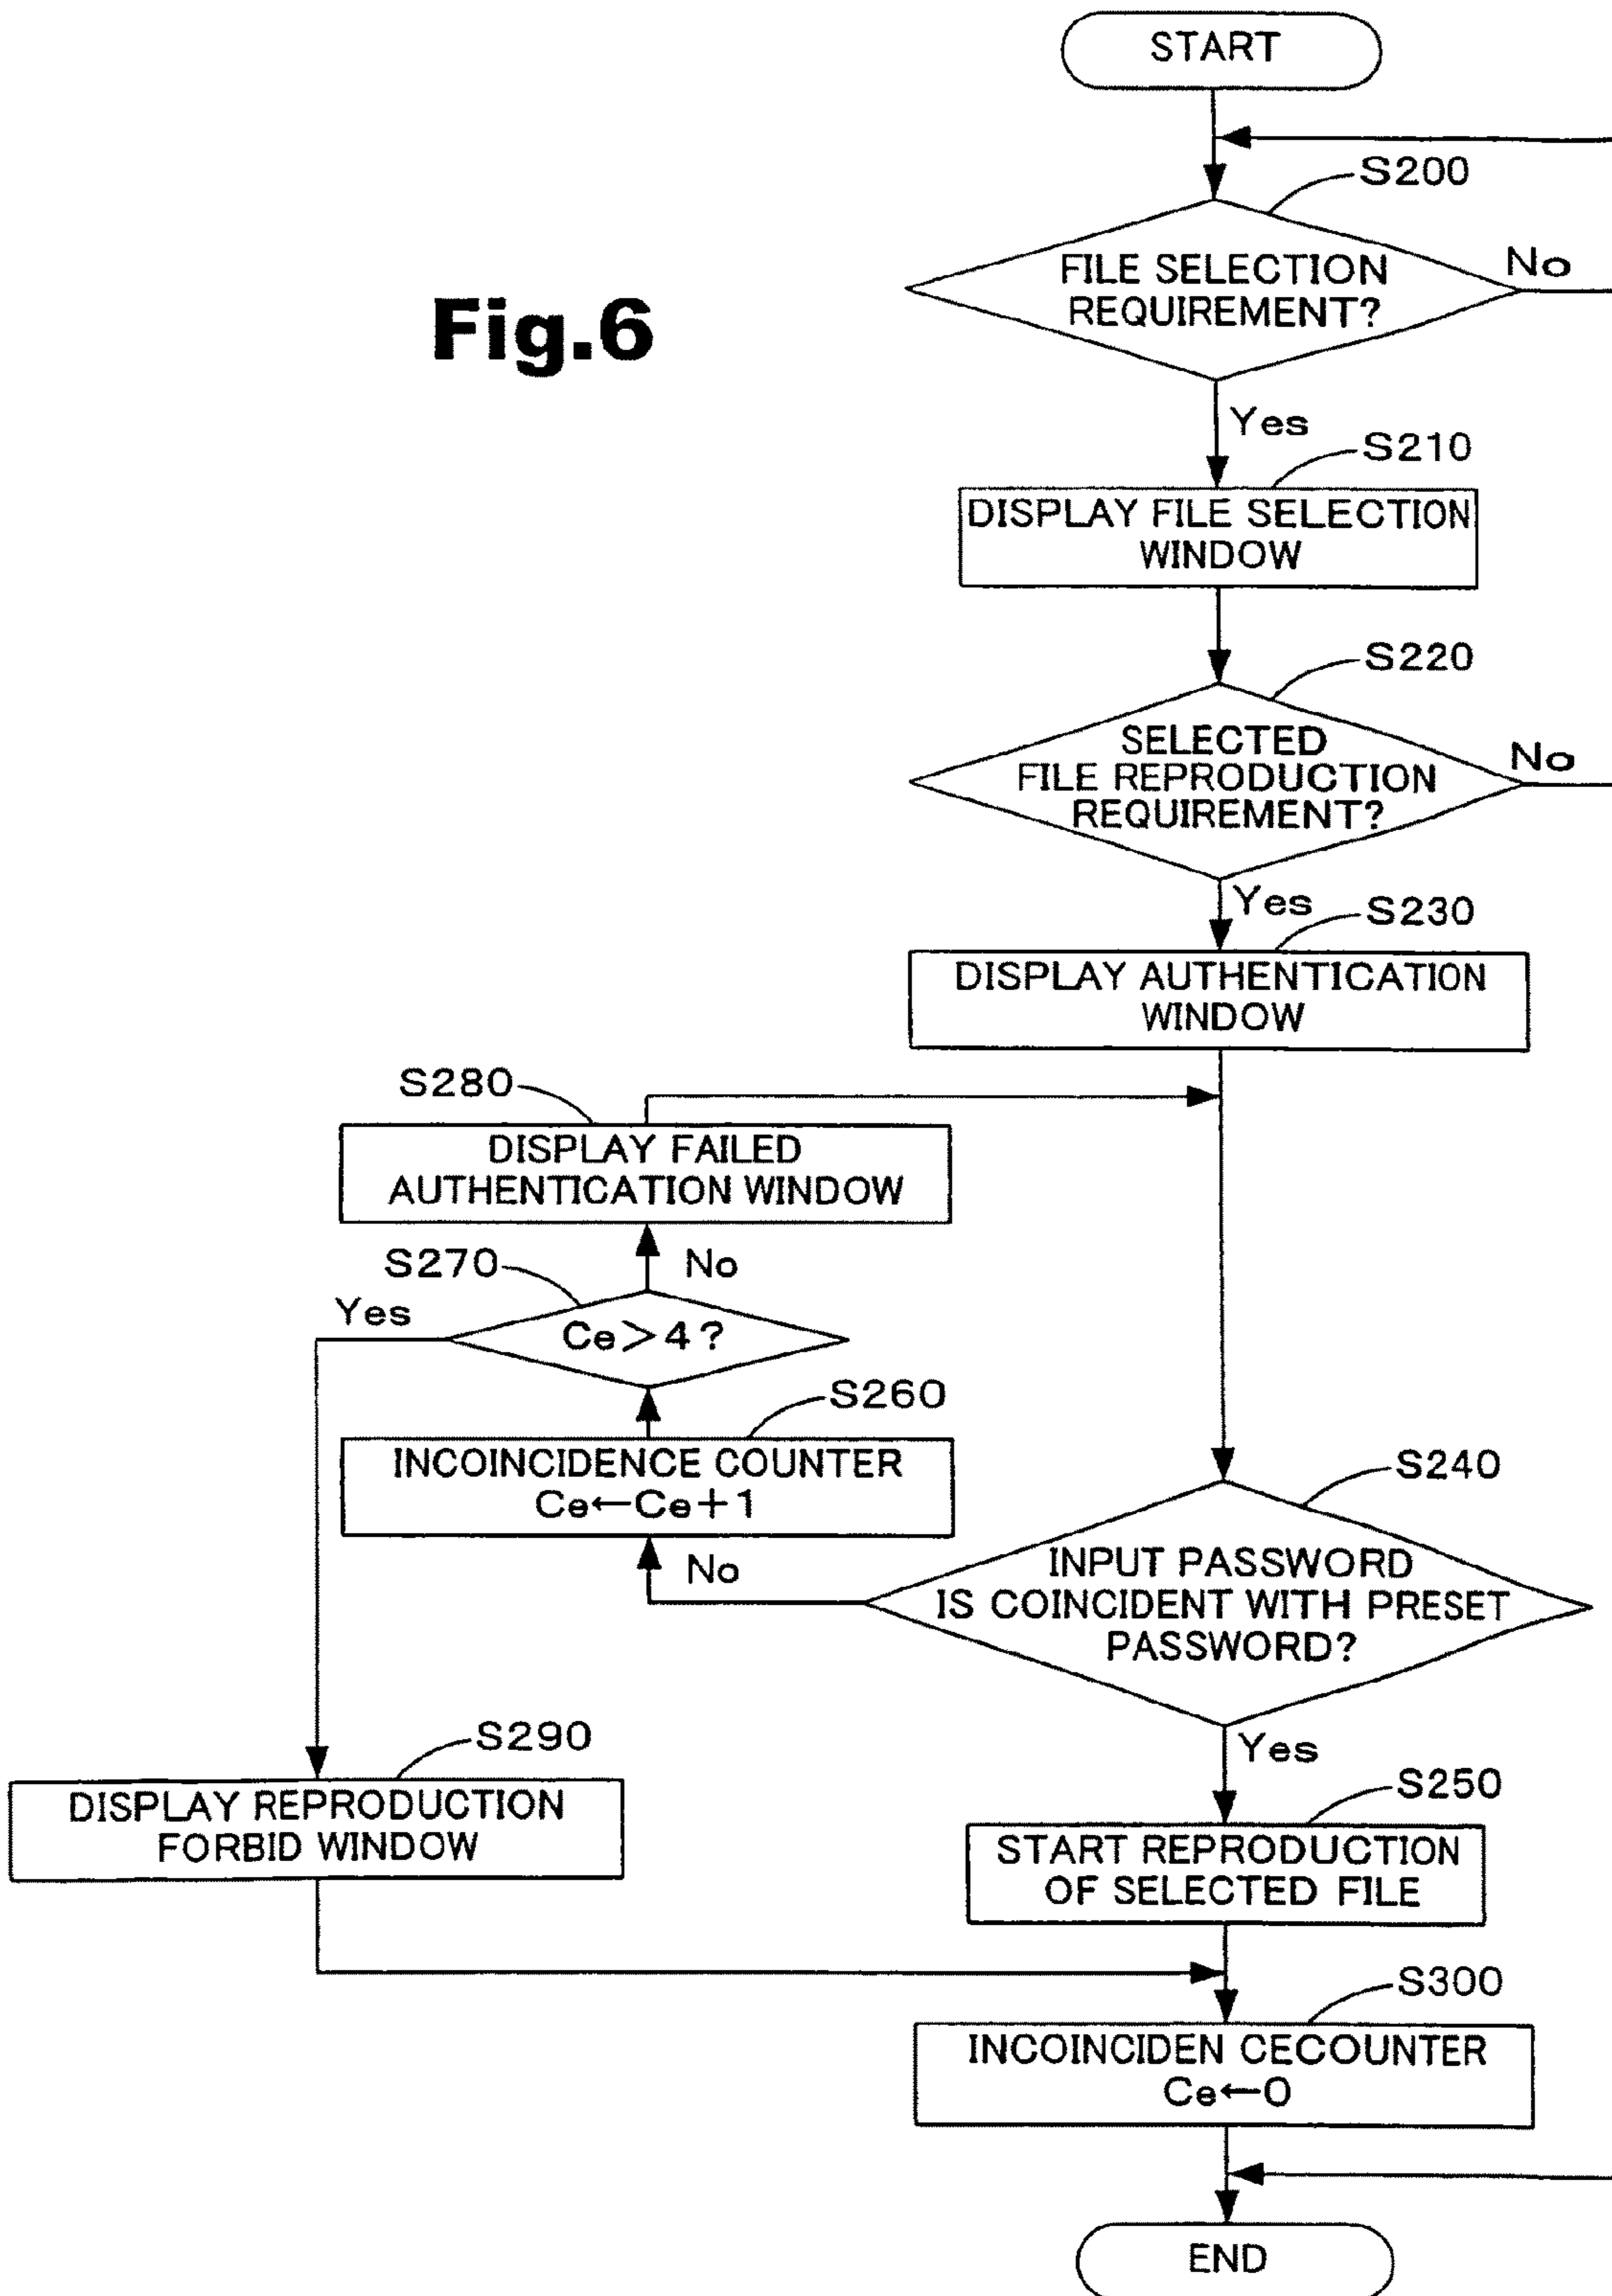 START
S200
FILE SELECTION
REQUIREMENT?
No
Fig.6
Yes
S210
DISPLAY FILE SELECTION
WINDOW
S220
SELECTED
FILE REPRODUCTION
REQUIREMENT?
No
Yes
S230
DISPLAY AUTHENTICATION
WINDOW
S280
DISPLAY FAILED
AUTHENTICATION WINDOW
S270
No
Yes
Ce>4?
S260
INCOINCIDENCE COUNTER
Ce←Ce+1
No
S240
INPUT PASSWORD
IS COINCIDENT WITH PRESET
PASSWORD?
Yes
S290
DISPLAY REPRODUCTION
FORBID WINDOW
S250
START REPRODUCTION
OF SELECTED FILE
S300
INCOINCIDEN CECOUNTER
Ce←0
END